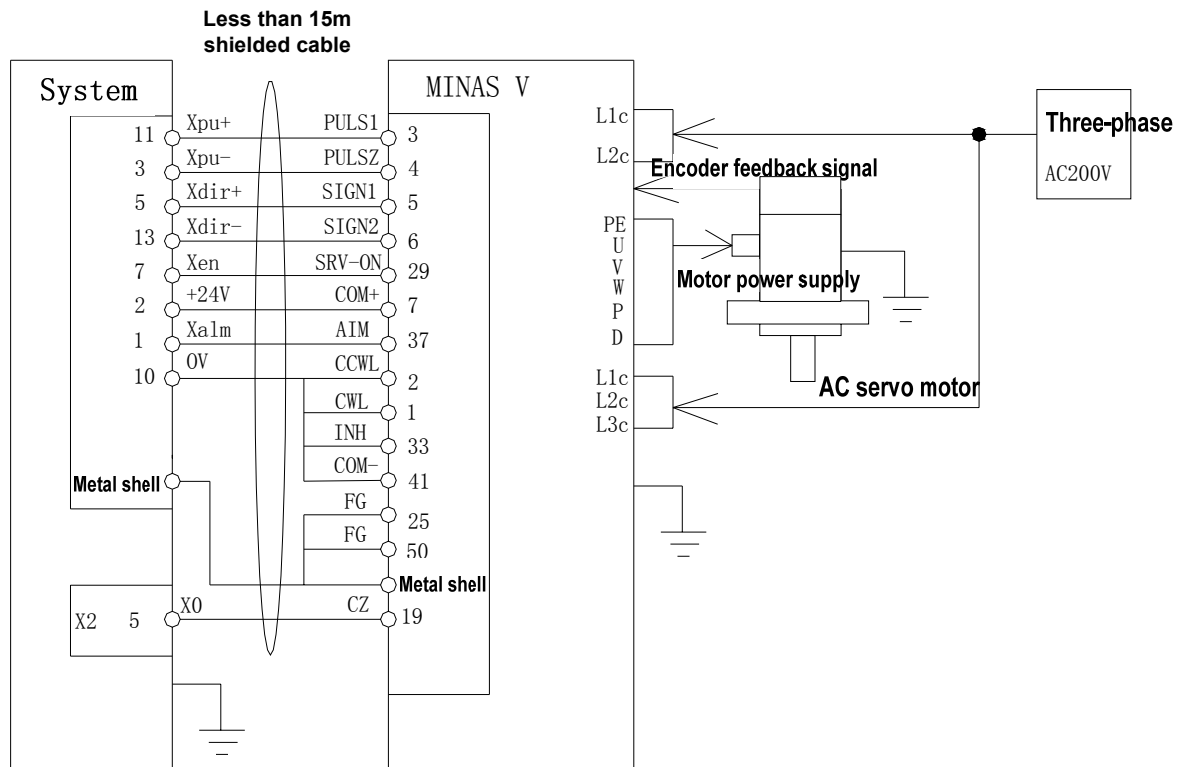 Less than 15m
shielded cable
System
MINAS V
11 Xpu+ PULS1 3
3 Xpu- PULSZ 4
5 Xdir+ SIGN1 5
13 Xdir- SIGN2 6
7 Xen SRV-ON 29
2 +24V COM+ 7
1 Xalm AIM 37
10 0V CCWL 2
CWL 1
INH 33
COM- 41
Metal shell
FG 25
FG 50
Metal shell
X2 5 X0 CZ 19
L1c
L2c
Encoder feedback signal
PE
U
V
W
P
D
Motor power supply
L1c
L2c
L3c
AC servo motor
Three-phase
AC200V